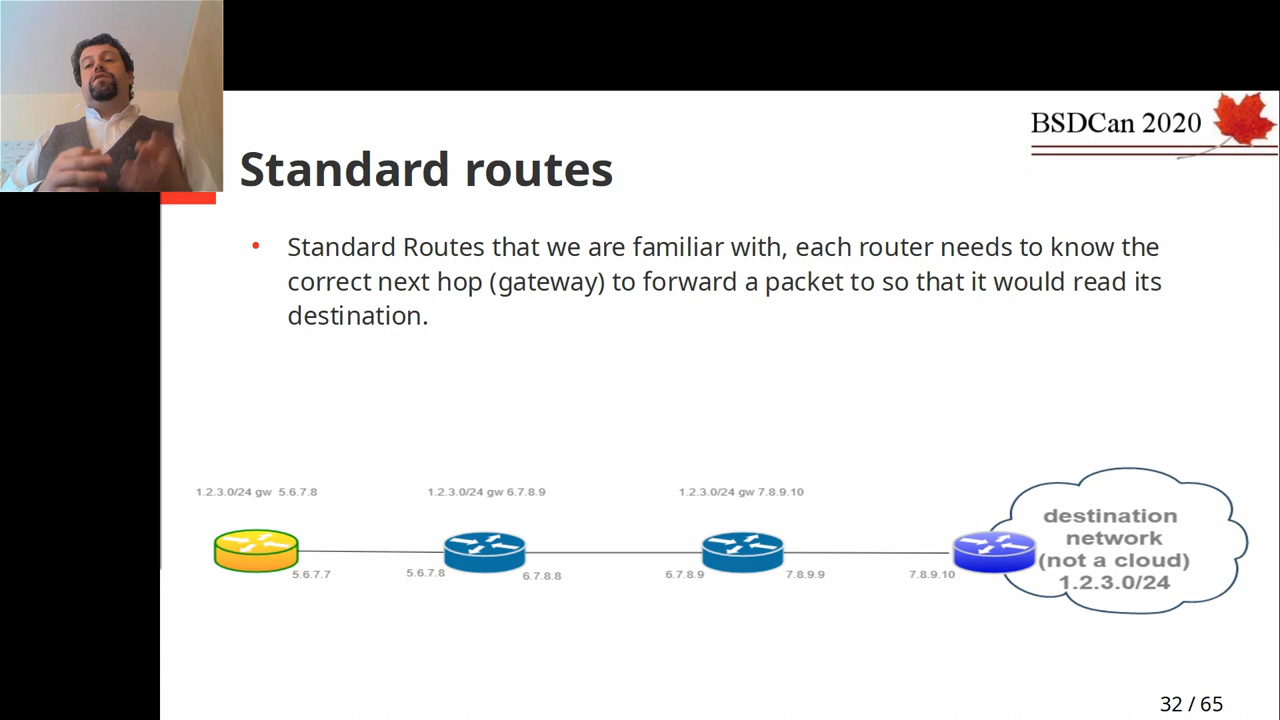 BSDCan 2020
Standard routes
• Standard Routes that we are familiar with, each router needs to know the
correct next hop (gateway) to forward a packet to so that it would read its
destination.
1.2.3.0/24 gw 5.6.7.8
1.2.3.0/24 gw 6.7.8.9
1.2.3.0/24 gw 7.8.9.10
5.6.7.7
5.6.7.8
6.7.8.8
6.7.8.9
7.8.9.9
7.8.9.10
destination
network
(not a cloud)
1.2.3.0/24
32 / 65